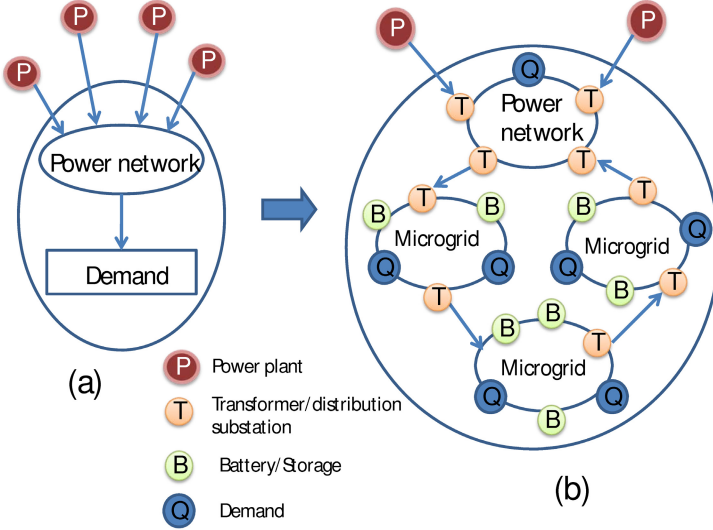 P
P
P
P
Power network
Demand
(a)
P
P
Q
T
T
Power
network
T
T
T
T
B
B
B
Q
Microgrid
Microgrid
Q
Q
Q
T
B
T
B
B
T
Microgrid
Q
Q
B
(b)
P
Power plant
T
Transformer/distribution
substation
B
Battery/Storage
Q
Demand